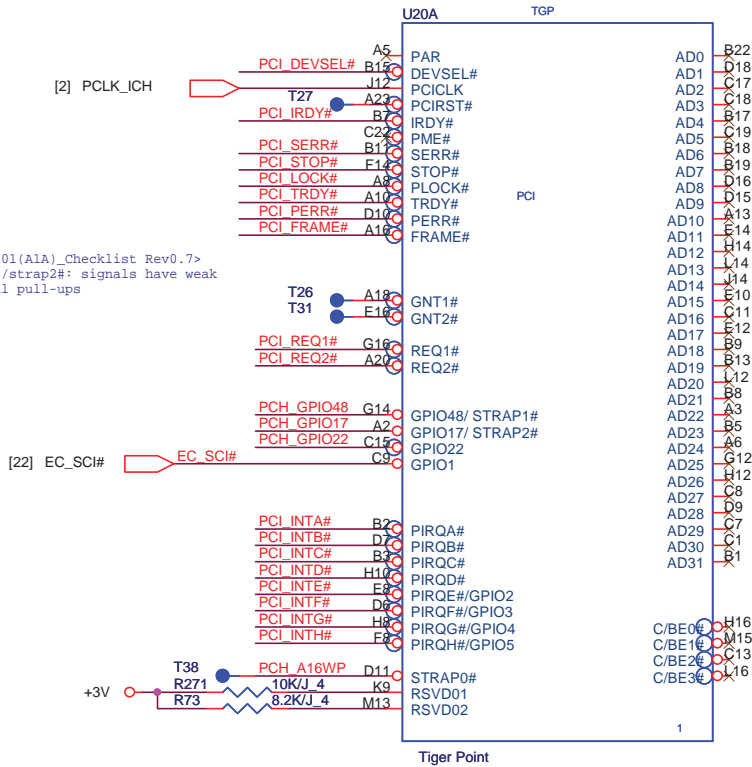 U20A TGP
A5 PAR AD0 B22
PCI_DEVSEL# B15 DEVSEL# AD1 D18
[2] PCLK_ICH J12 PCICLK AD2 C17
T27 A23 PCIRST# AD3 C18
PCI_IRDY# B7 IRDY# AD4 B17
C22 PME# AD5 C19
PCI_SERR# B11 SERR# AD6 B18
PCI_STOP# F14 STOP# AD7 B19
PCI_LOCK# A8 PLOCK# AD8 D16
PCI_TRDY# A10 TRDY# PCI AD9 D15
PCI_PERR# D10 PERR# AD10 A13
PCI_FRAME# A16 FRAME# AD11 E14
AD12 H14
01(A1A)_Checklist Rev0.7>
AD13 L14
/strap2#: signals have weak
AD14 J14
l pull-ups
T26 A18 GNT1# AD15 E10
T31 E16 GNT2# AD16 C11
AD17 E12
PCI_REQ1# G16 REQ1# AD18 B9
PCI_REQ2# A20 REQ2# AD19 B13
AD20 L12
AD21 B8
PCH_GPIO48 G14 GPIO48/ STRAP1# AD22 A3
PCH_GPIO17 A2 GPIO17/ STRAP2# AD23 B5
PCH_GPIO22 C15 GPIO22 AD24 A6
[22] EC_SCI# EC_SCI# C9 GPIO1 AD25 G12
AD26 H12
AD27 C8
AD28 D9
PCI_INTA# B2 PIRQA# AD29 C7
PCI_INTB# D7 PIRQB# AD30 C1
PCI_INTC# B3 PIRQC# AD31 B1
PCI_INTD# H10 PIRQD#
PCI_INTE# E8 PIRQE#/GPIO2
PCI_INTF# D6 PIRQF#/GPIO3
PCI_INTG# H8 PIRQG#/GPIO4 C/BE0# H16
PCI_INTH# F8 PIRQH#/GPIO5 C/BE1# M15
C/BE2# C13
T38 PCH_A16WP D11 STRAP0# C/BE3# L16
+3V R271 10K/J_4 K9 RSVD01
R73 8.2K/J_4 M13 RSVD02
1
Tiger Point